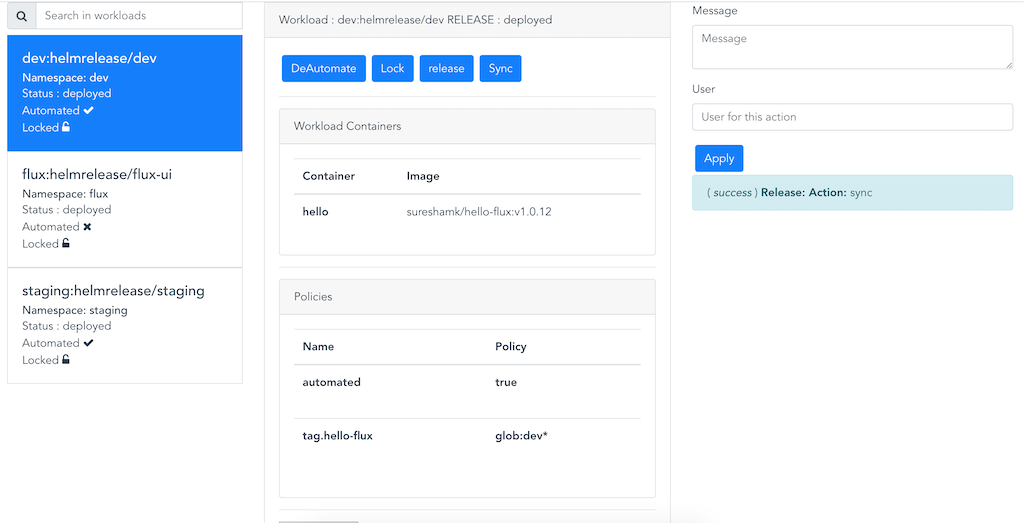 Search in workloads
dev:helmrelease/dev
Namespace: dev
Status : deployed
Automated
Locked
flux:helmrelease/flux-ui
Namespace: flux
Status : deployed
Automated
Locked
staging:helmrelease/staging
Namespace: staging
Status : deployed
Automated
Locked
Workload : dev:helmrelease/dev RELEASE : deployed
DeAutomate Lock release Sync
Workload Containers
Container Image
hello sureshamk/hello-flux:v1.0.12
Policies
Name Policy
automated true
tag.hello-flux glob:dev*
Message
Message
User
User for this action
Apply
( success ) Release: Action: sync